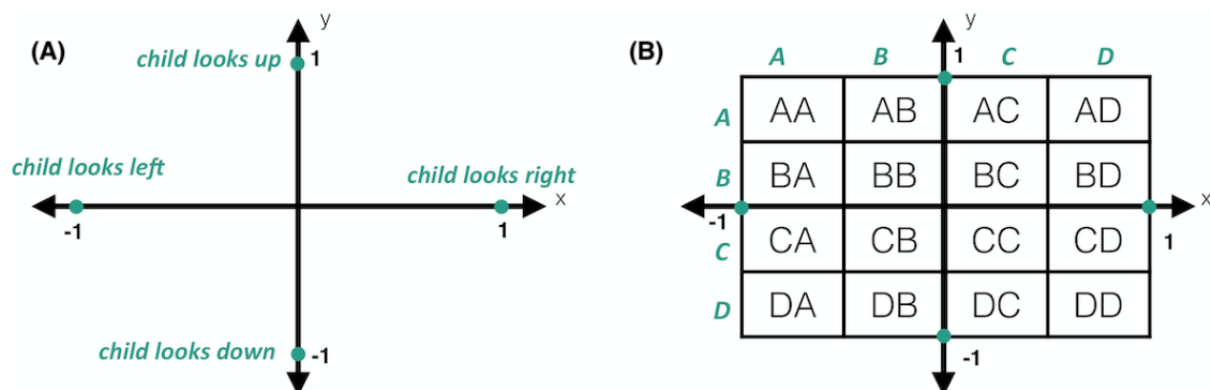 (A)
y
child looks up
1
child looks left
child looks right
x
-1
1
child looks down
-1
(B)
y
1
A B C D
A AA AB AC AD
B BA BB BC BD
x
-1
1
C CA CB CC CD
D DA DB DC DD
-1